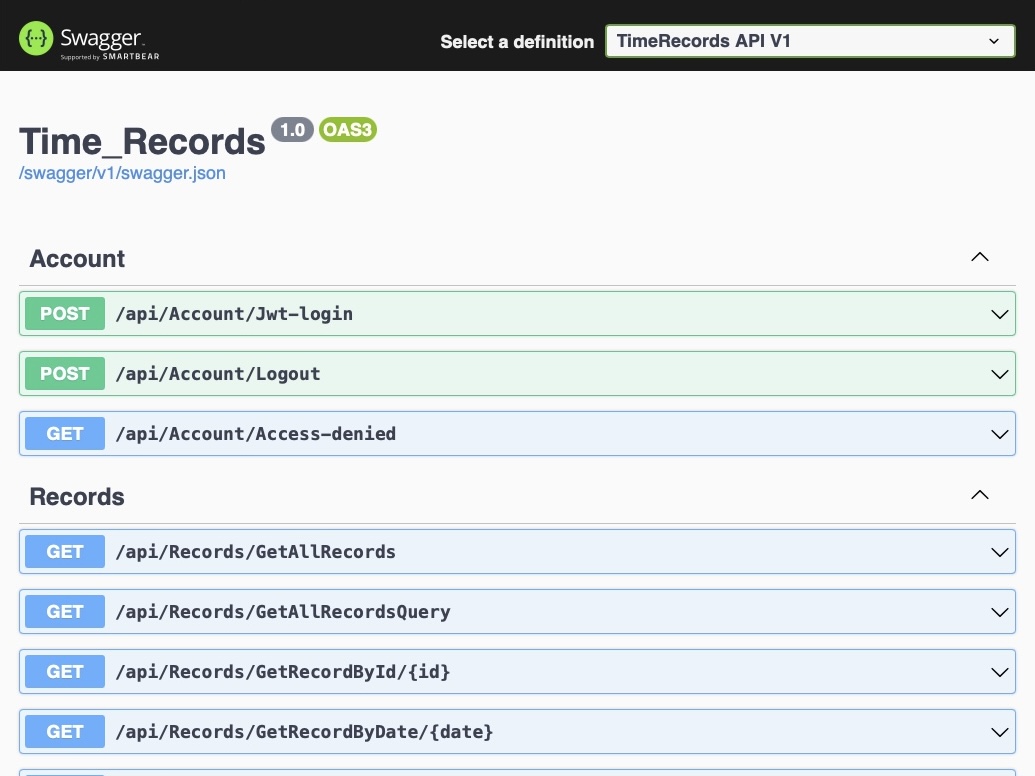 Swagger
Supported by SMARTBEAR
Select a definition
TimeRecords API V1
Time_Records 1.0 OAS3
/swagger/v1/swagger.json
Account
POST /api/Account/Jwt-login
POST /api/Account/Logout
GET /api/Account/Access-denied
Records
GET /api/Records/GetAllRecords
GET /api/Records/GetAllRecordsQuery
GET /api/Records/GetRecordById/{id}
GET /api/Records/GetRecordByDate/{date}